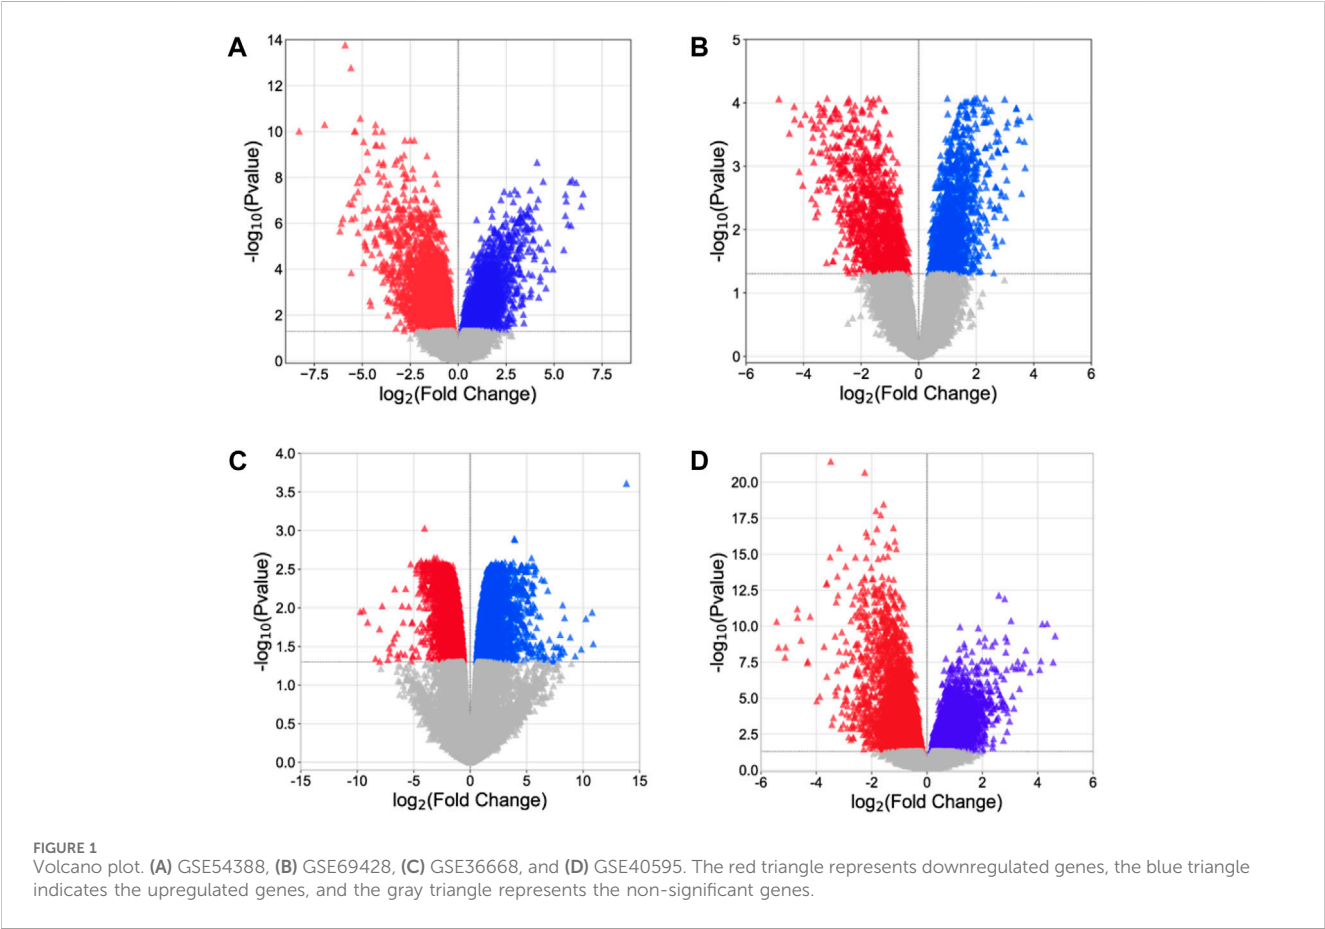 A
-log10(Pvalue)
14
12
10
8
6
4
2
0
−7.5 −5.0 −2.5 0.0 2.5 5.0 7.5
log2(Fold Change)
B
-log10(Pvalue)
5
4
3
2
1
0
−6 −4 −2 0 2 4 6
log2(Fold Change)
C
-log10(Pvalue)
4.0
3.5
3.0
2.5
2.0
1.5
1.0
0.5
0.0
-15 -10 -5 0 5 10 15
log2(Fold Change)
D
-log10(Pvalue)
20.0
17.5
15.0
12.5
10.0
7.5
5.0
2.5
0.0
-6 -4 -2 0 2 4 6
log2(Fold Change)
FIGURE 1
Volcano plot. (A) GSE54388, (B) GSE69428, (C) GSE36668, and (D) GSE40595. The red triangle represents downregulated genes, the blue triangle
indicates the upregulated genes, and the gray triangle represents the non-significant genes.